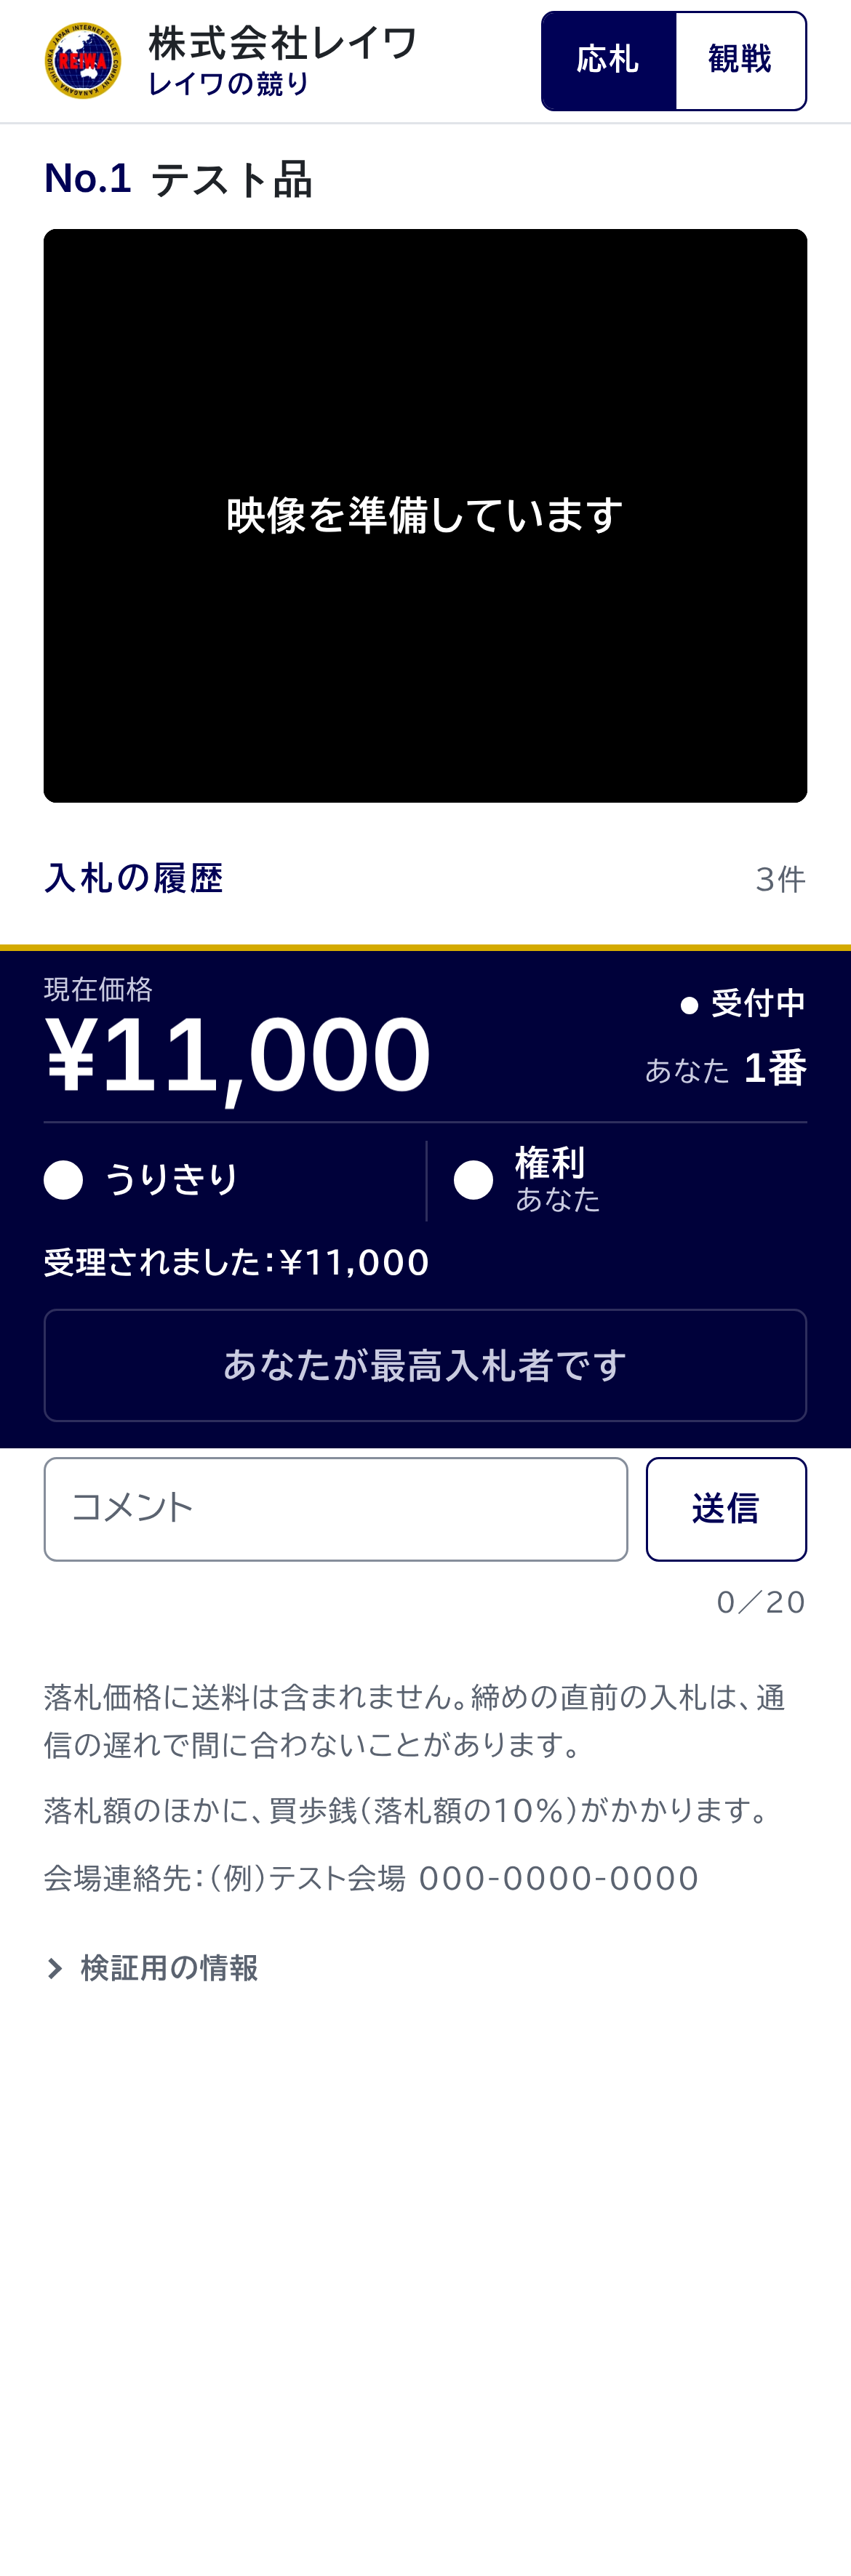 JAPAN INTERNET SALES COMPANY KANAGAWA SHIZUOKA
REIWA
株式会社レイワ
レイワの競り
応札
観戦
No.1 テスト品
映像を準備しています
入札の履歴
3件
現在価格
¥11,000
受付中
あなた 1番
うりきり
権利
あなた
受理されました：¥11,000
あなたが最高入札者です
コメント
送信
0／20
落札価格に送料は含まれません。締めの直前の入札は、通
信の遅れで間に合わないことがあります。
落札額のほかに、買歩銭（落札額の10％）がかかります。
会場連絡先：（例）テスト会場 000-0000-0000
検証用の情報